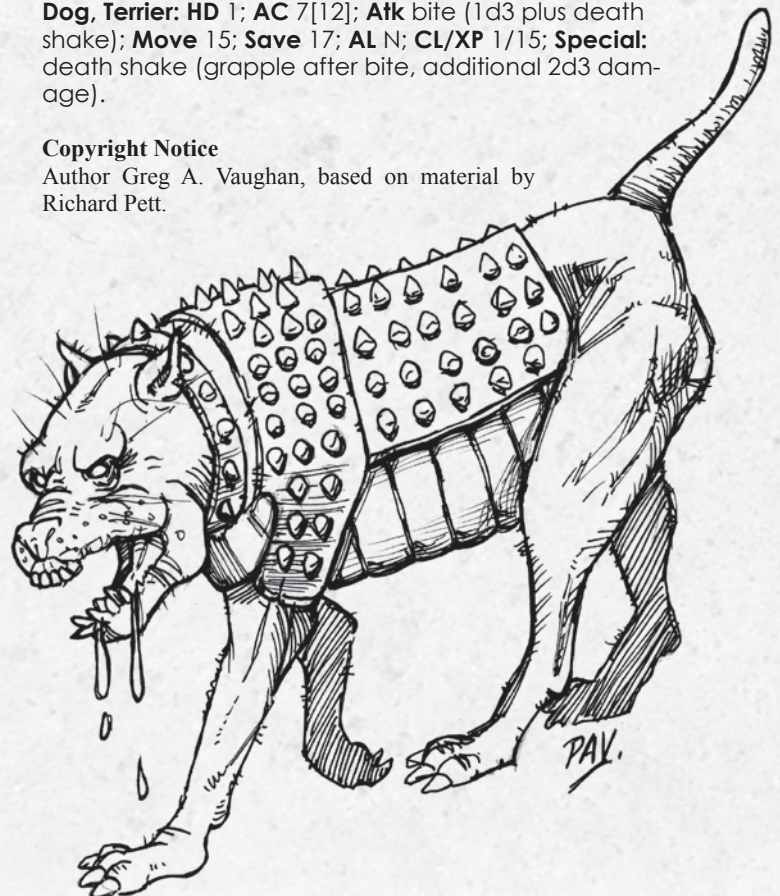 Dog, Terrier: HD 1; AC 7[12]; Atk bite (1d3 plus death
shake); Move 15; Save 17; AL N; CL/XP 1/15; Special:
death shake (grapple after bite, additional 2d3 dam-
age).
Copyright Notice
Author Greg A. Vaughan, based on material by
Richard Pett.